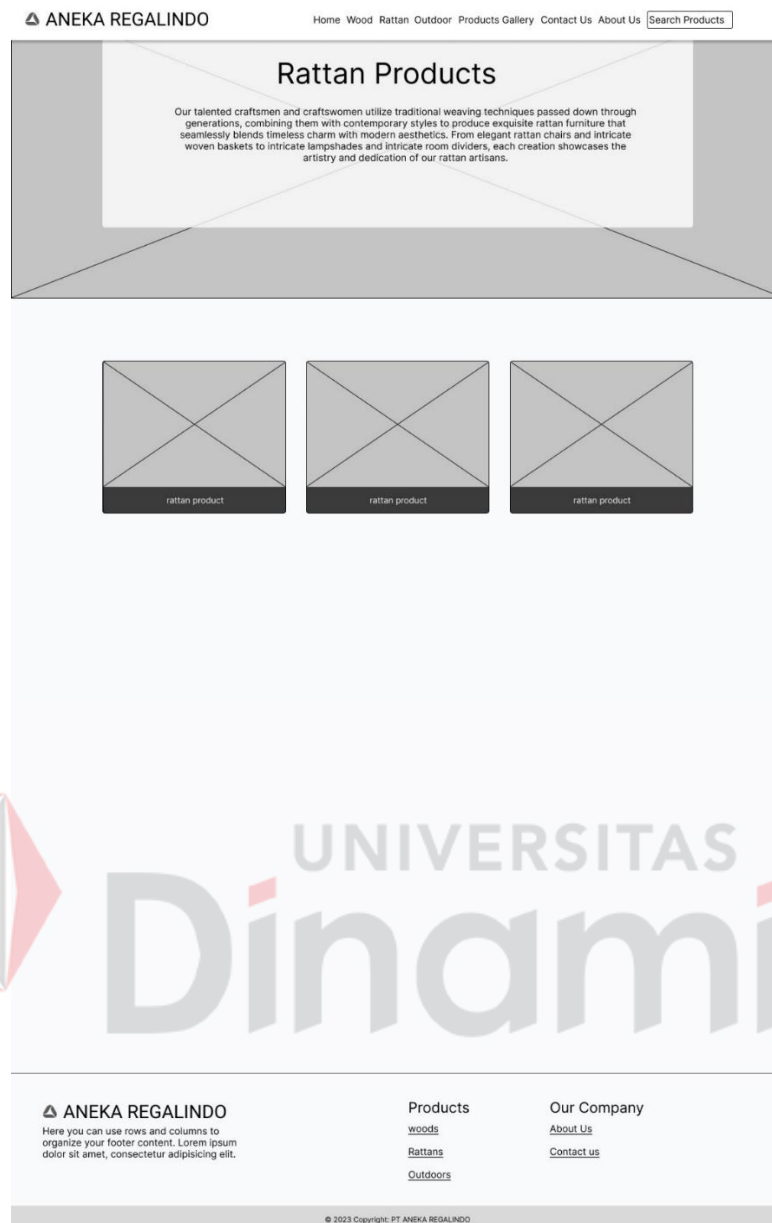 ANEKA REGALINDO
Home Wood Rattan Outdoor Products Gallery Contact Us About Us Search Products
Rattan Products
Our talented craftsmen and craftswomen utilize traditional weaving techniques passed down through
generations, combining them with contemporary styles to produce exquisite rattan furniture that
seamlessly blends timeless charm with modern aesthetics. From elegant rattan chairs and intricate
woven baskets to intricate lampshades and intricate room dividers, each creation showcases the
artistry and dedication of our rattan artisans.
rattan product
rattan product
rattan product
UNIVERSITAS
Dinami
ANEKA REGALINDO
Here you can use rows and columns to
organize your footer content. Lorem ipsum
dolor sit amet, consectetur adipisicing elit.
Products
woods
Rattans
Outdoors
Our Company
About Us
Contact us
© 2023 Copyright: PT ANEKA REGALINDO